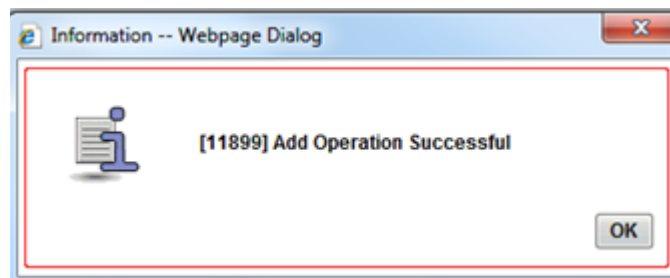 Information -- Webpage Dialog
[11899] Add Operation Successful
OK